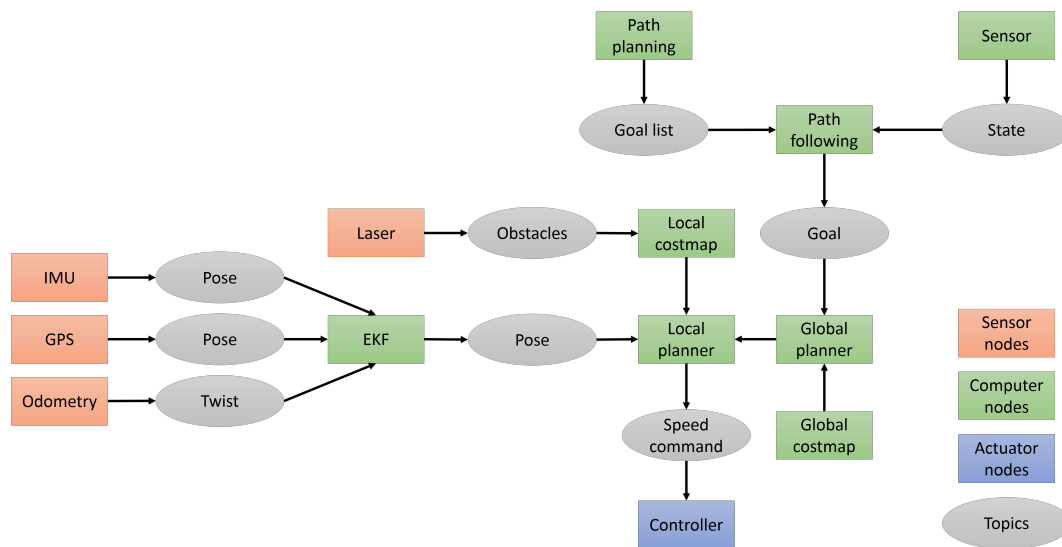 Path
planning
Sensor
Goal list
Path
following
State
Laser
Obstacles
Local
costmap
Goal
IMU
Pose
GPS
Pose
EKF
Pose
Local
planner
Global
planner
Sensor
nodes
Odometry
Twist
Speed
command
Global
costmap
Computer
nodes
Actuator
nodes
Controller
Topics